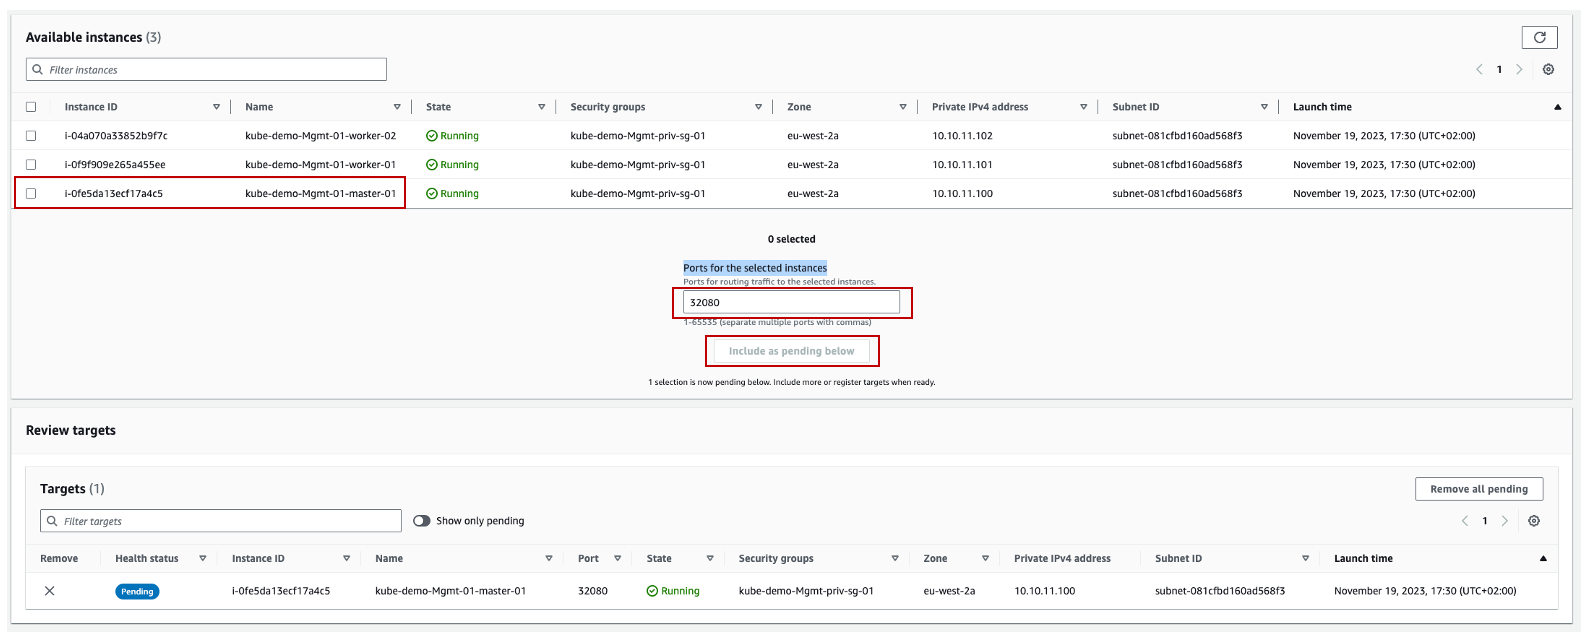 Available instances (3)
Filter instances
1
Instance ID Name State Security groups Zone Private IPv4 address Subnet ID Launch time
i-04a070a33852b9f7c kube-demo-Mgmt-01-worker-02 Running kube-demo-Mgmt-priv-sg-01 eu-west-2a 10.10.11.102 subnet-081cfbd160ad568f3 November 19, 2023, 17:30 (UTC+02:00)
i-0f9f909e265a455ee kube-demo-Mgmt-01-worker-01 Running kube-demo-Mgmt-priv-sg-01 eu-west-2a 10.10.11.101 subnet-081cfbd160ad568f3 November 19, 2023, 17:30 (UTC+02:00)
i-0fe5da13ecf17a4c5 kube-demo-Mgmt-01-master-01 Running kube-demo-Mgmt-priv-sg-01 eu-west-2a 10.10.11.100 subnet-081cfbd160ad568f3 November 19, 2023, 17:30 (UTC+02:00)
0 selected
Ports for the selected instances
Ports for routing traffic to the selected instances.
32080
1-65535 (separate multiple ports with commas)
Include as pending below
1 selection is now pending below. Include more or register targets when ready.
Review targets
Targets (1)
Remove all pending
Filter targets
Show only pending
1
Remove Health status Instance ID Name Port State Security groups Zone Private IPv4 address Subnet ID Launch time
Pending i-0fe5da13ecf17a4c5 kube-demo-Mgmt-01-master-01 32080 Running kube-demo-Mgmt-priv-sg-01 eu-west-2a 10.10.11.100 subnet-081cfbd160ad568f3 November 19, 2023, 17:30 (UTC+02:00)